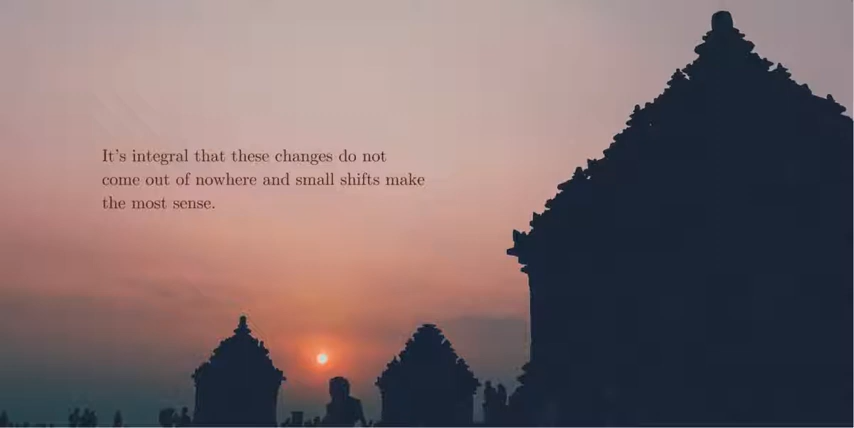 It's integral that these changes do not
come out of nowhere and small shifts make
the most sense.